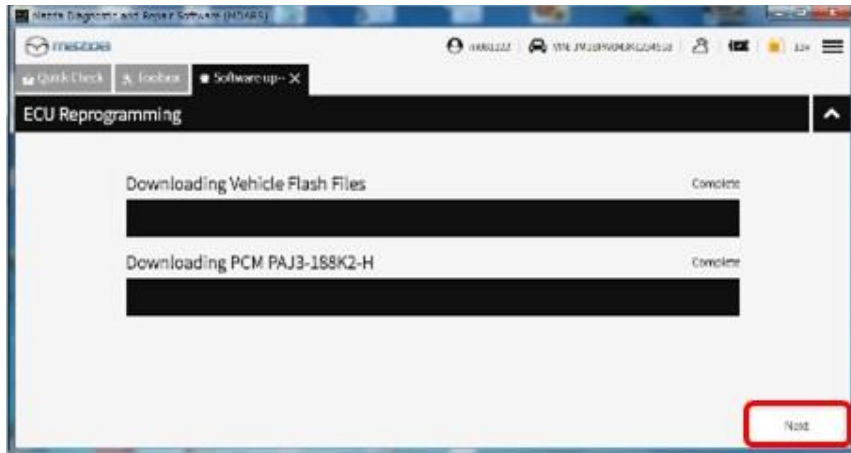 Mazda Diagnostic and Repair Software (MDARS)
mazda
VIN:
Quick Check
Toolbox
Software up-- X
ECU Reprogramming
Downloading Vehicle Flash Files
Complete
Downloading PCM PAJ3-188K2-H
Complete
Next